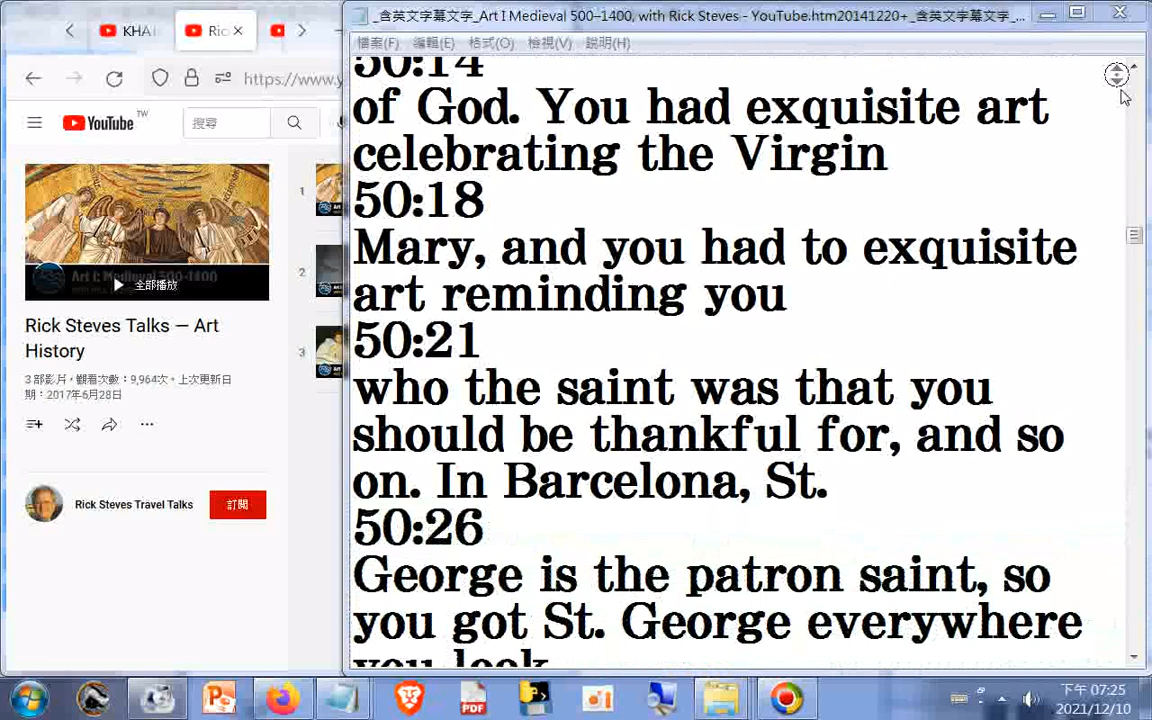 KHA
Ric
_含英文字幕文字_Art I Medieval 500–1400, with Rick Steves - YouTube.htm20141220+_含英文字幕文字_...
檔案(F) 編輯(E) 格式(O) 檢視(V) 說明(H)
https://www.y
YouTube TW
搜尋
Art I: Medieval 500-1400
全部播放
Rick Steves Talks — Art
History
3 部影片
觀看次數：9,964次
上次更新日
期：2017年6月28日
Rick Steves Travel Talks
訂閱
1
2
3
50:14
of God. You had exquisite art
celebrating the Virgin
50:18
Mary, and you had to exquisite
art reminding you
50:21
who the saint was that you
should be thankful for, and so
on. In Barcelona, St.
50:26
George is the patron saint, so
you got St. George everywhere
you look
PDF
下午 07:25
2021/12/10